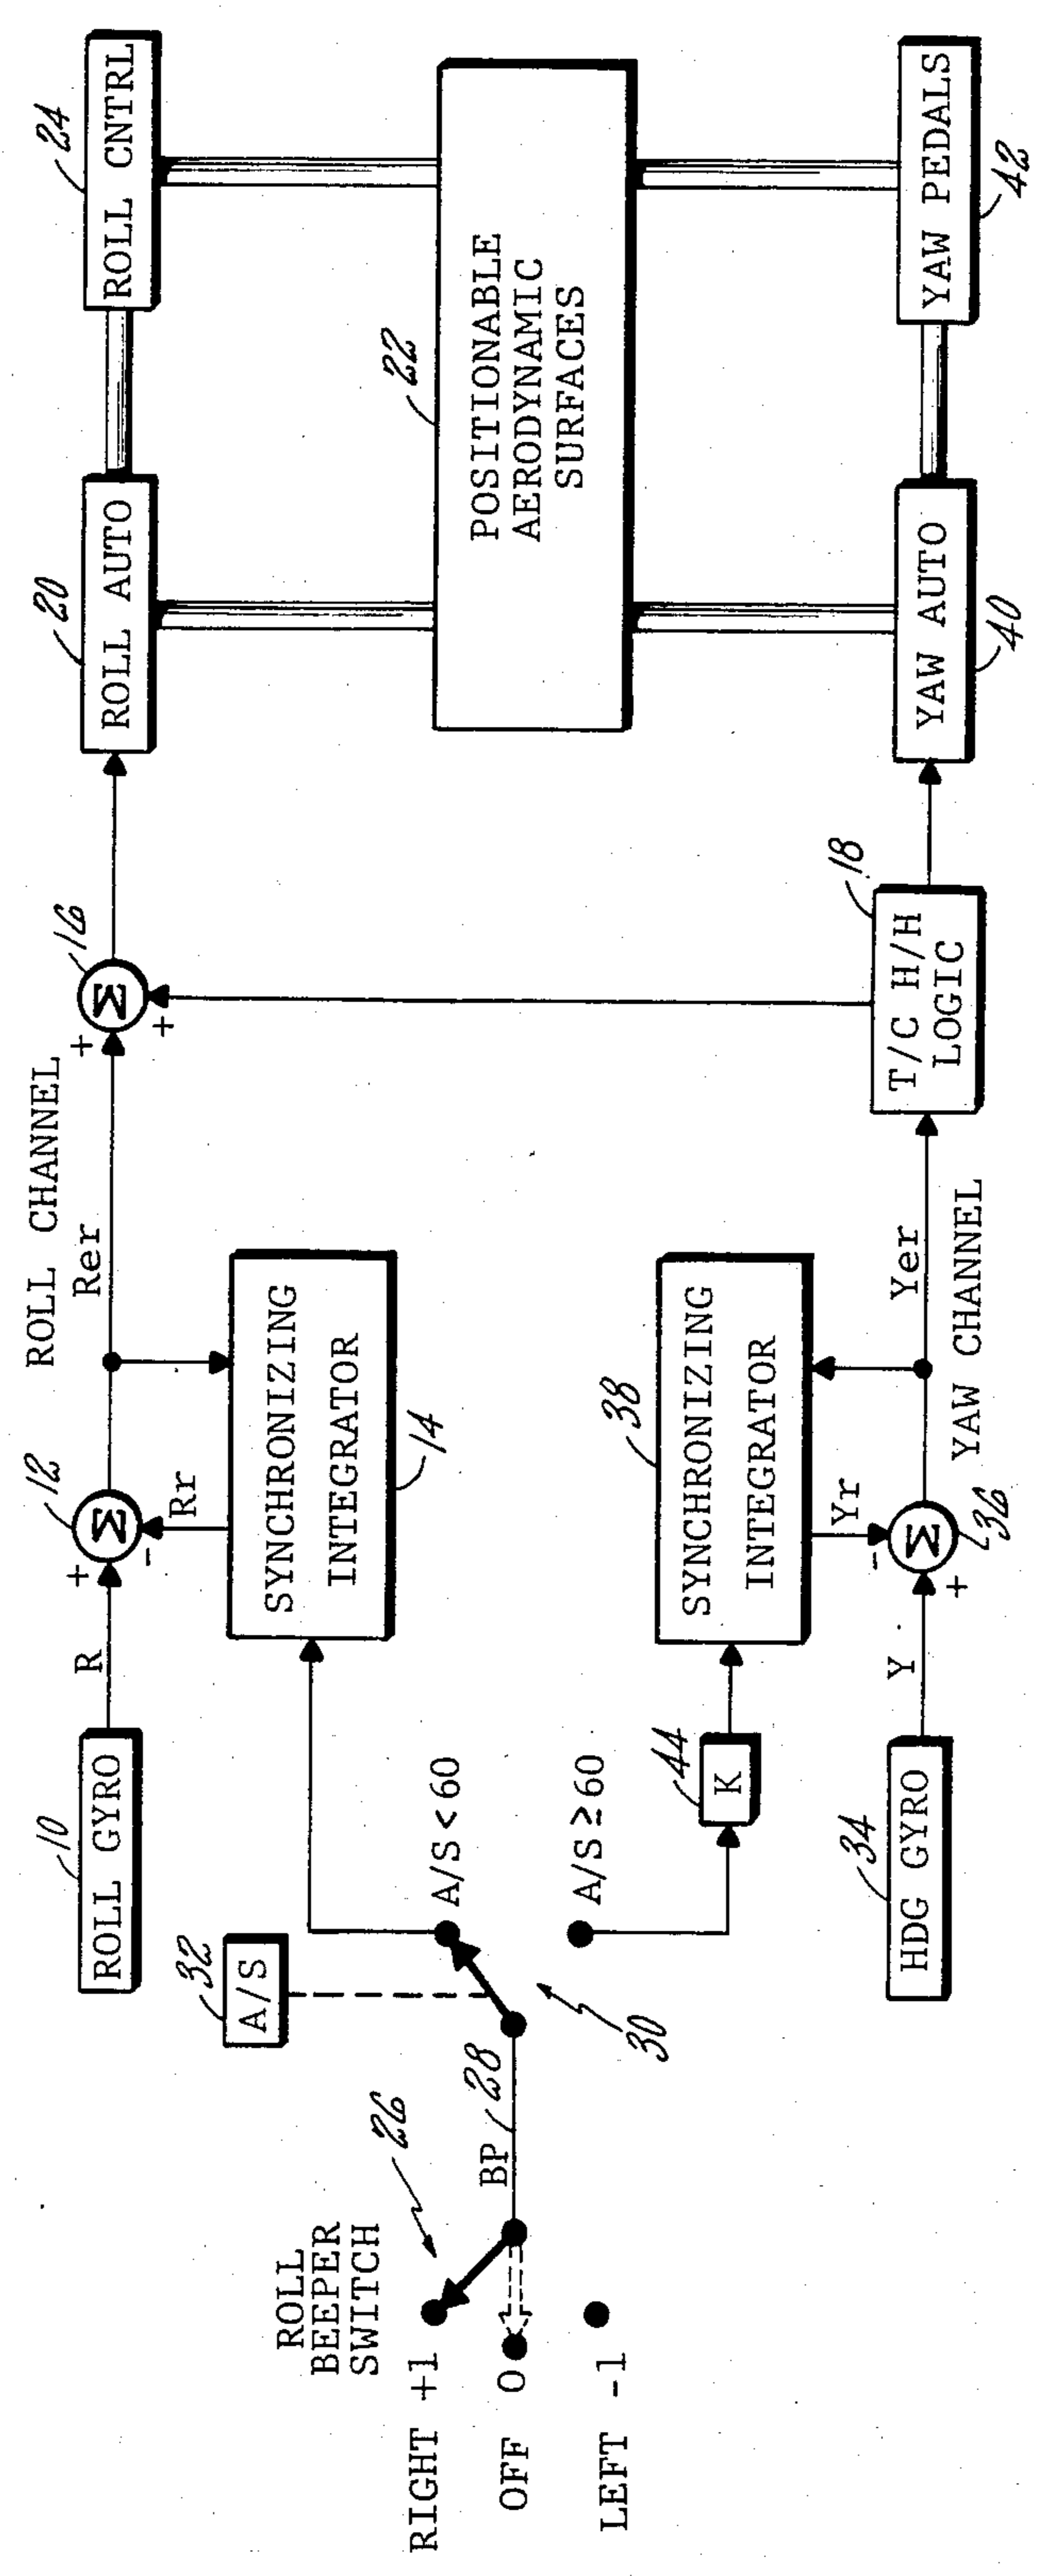 ROLL CHANNEL
10
ROLL GYRO
R
+
-
12
Σ
Rr
Rer
+
+
16
Σ
20
ROLL AUTO
24
ROLL CNTRL
SYNCHRONIZING
INTEGRATOR
14
32
A/S
A/S < 60
A/S ≥ 60
30
ROLL
BEEPER
SWITCH
26
RIGHT +1
OFF 0
LEFT -1
BP
28
22
POSITIONABLE
AERODYNAMIC
SURFACES
44
K
38
SYNCHRONIZING
INTEGRATOR
Yr
34
HDG GYRO
Y
-
+
Σ
36
Yer
YAW CHANNEL
18
T/C H/H
LOGIC
YAW AUTO
40
YAW PEDALS
42